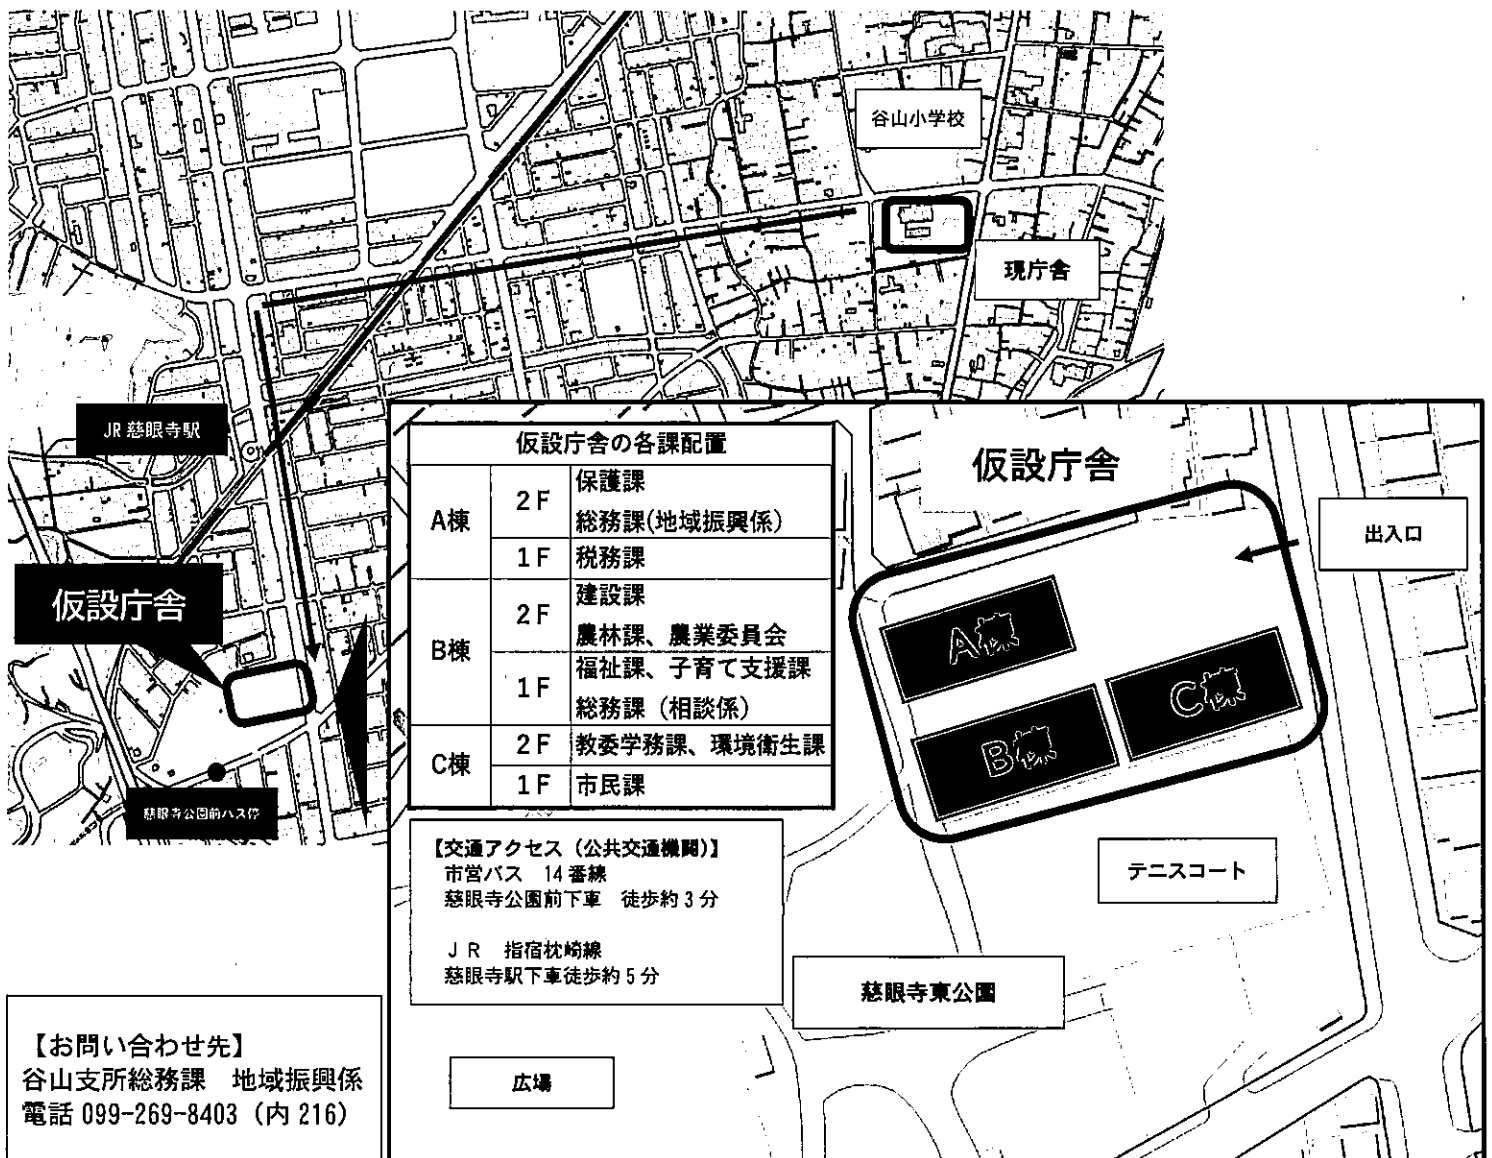 谷山小学校
現庁舎
JR 慈眼寺駅
仮設庁舎
慈眼寺公園前バス停
仮設庁舎の各課配置
A棟
2F
保護課
総務課(地域振興係)
1F
税務課
B棟
2F
建設課
農林課、農業委員会
1F
福祉課、子育て支援課
総務課（相談係）
C棟
2F
教委学務課、環境衛生課
1F
市民課
仮設庁舎
出入口
A棟
B棟
C棟
テニスコート
慈眼寺東公園
広場
【交通アクセス（公共交通機関）】
市営バス　14番線
慈眼寺公園前下車　徒歩約3分
ＪＲ　指宿枕崎線
慈眼寺駅下車徒歩約5分
【お問い合わせ先】
谷山支所総務課　地域振興係
電話 099-269-8403（内 216）